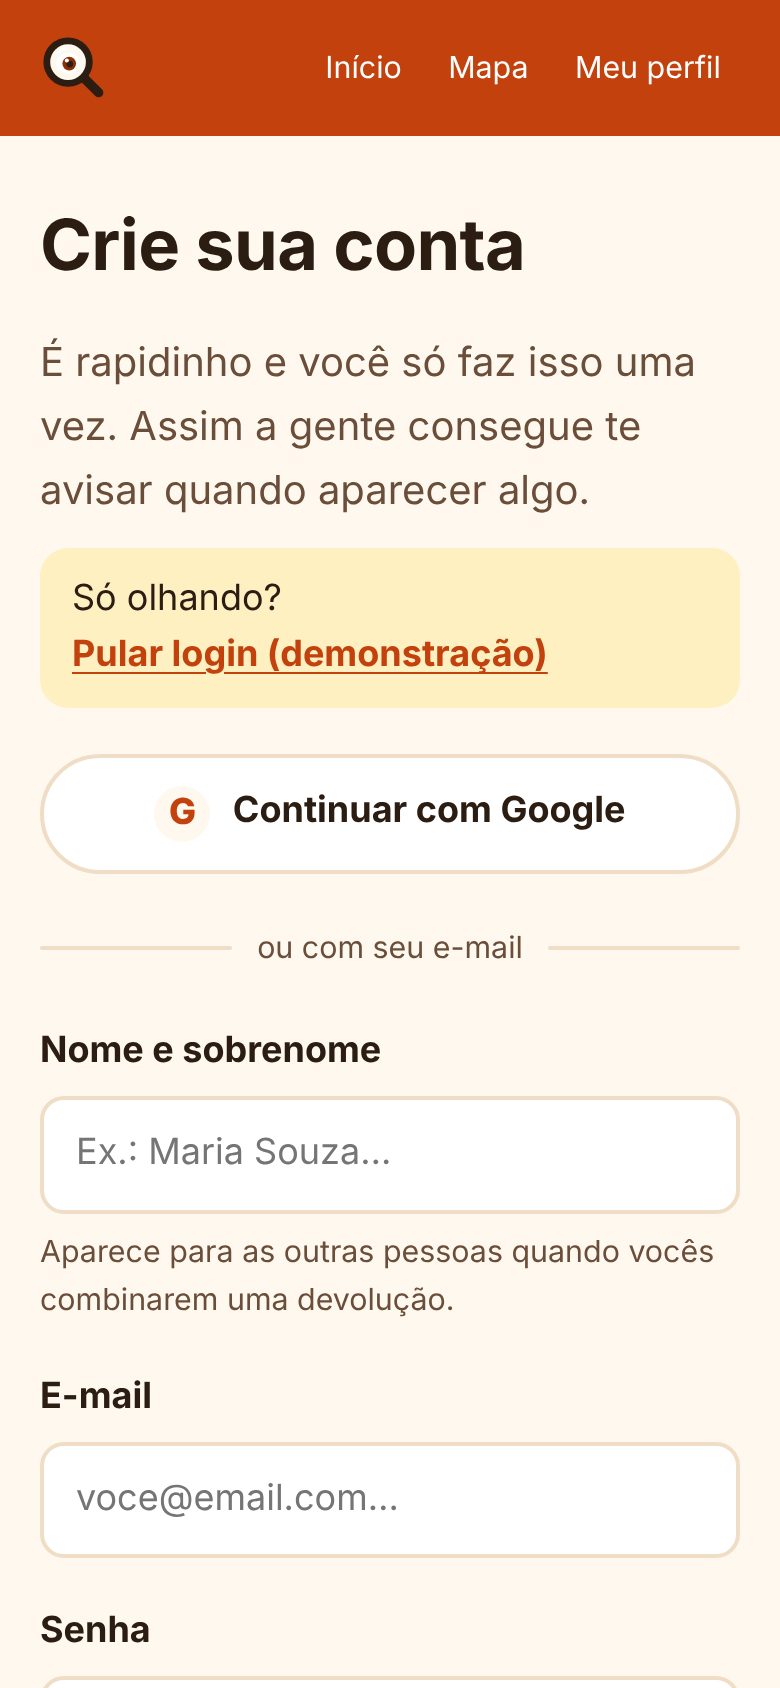 Início Mapa Meu perfil
Crie sua conta
É rapidinho e você só faz isso uma
vez. Assim a gente consegue te
avisar quando aparecer algo.
Só olhando?
Pular login (demonstração)
G Continuar com Google
ou com seu e-mail
Nome e sobrenome
Ex.: Maria Souza...
Aparece para as outras pessoas quando vocês
combinarem uma devolução.
E-mail
voce@email.com...
Senha